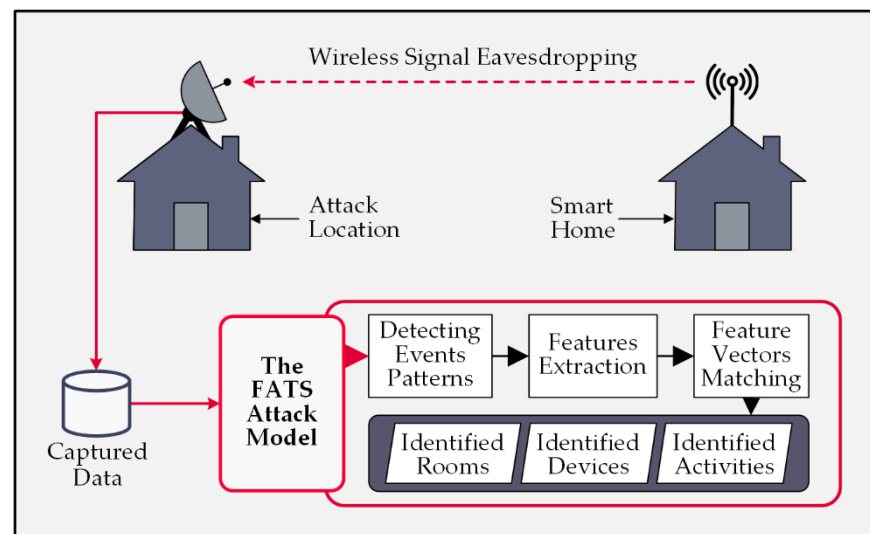 Wireless Signal Eavesdropping
Attack
Location
Smart
Home
The
FATS
Attack
Model
Detecting
Events
Patterns
Features
Extraction
Feature
Vectors
Matching
Identified
Rooms
Identified
Devices
Identified
Activities
Captured
Data